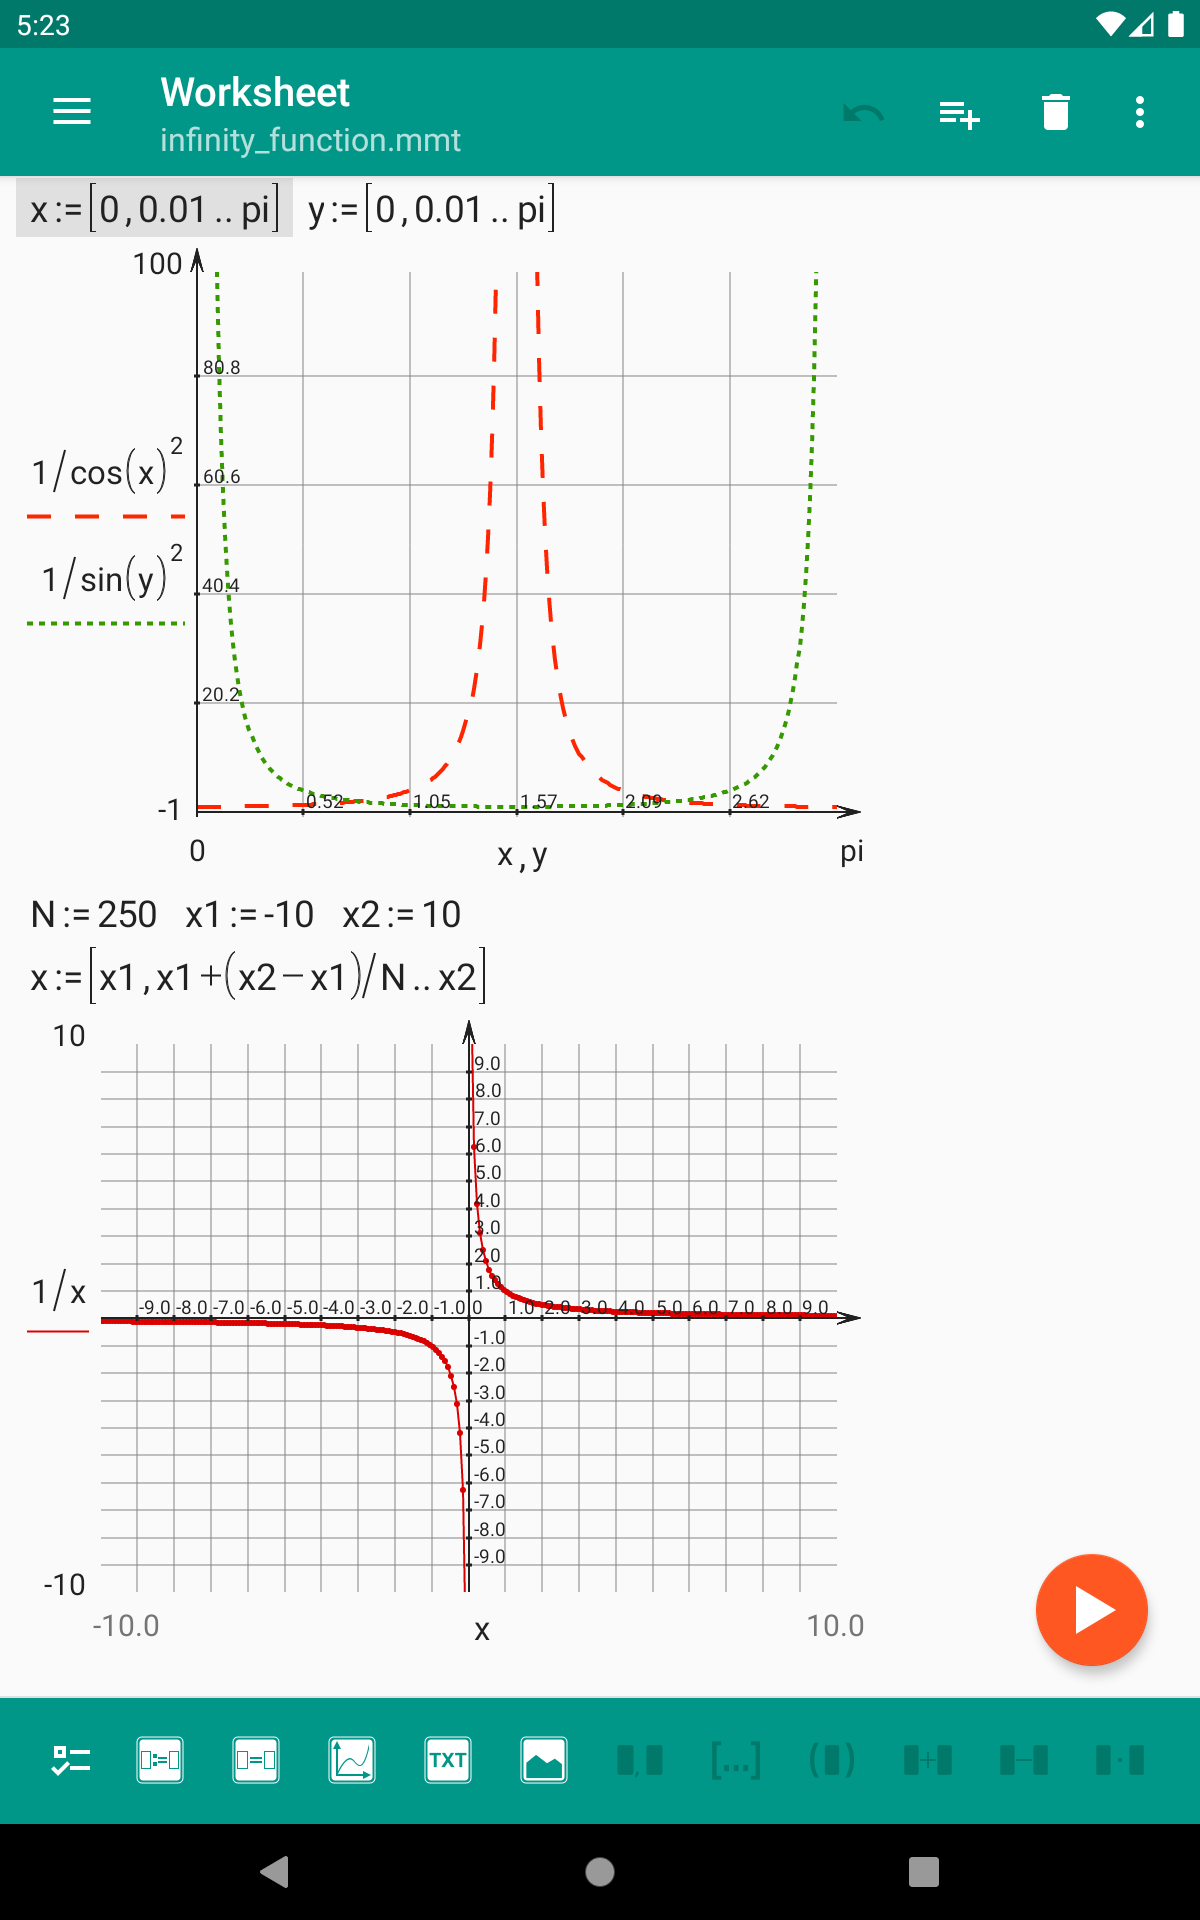 5:23
Worksheet
infinity_function.mmt
x:=[0,0.01 .. pi]  y:=[0,0.01 .. pi]
100
80.8
1/cos(x)²
60.6
1/sin(y)²
40.4
20.2
-1
0.52 1.05 1.57 2.09 2.62
0
x,y
pi
N:=250  x1:=-10  x2:=10
x:=[x1,x1+(x2−x1)/N .. x2]
10
9.0
8.0
7.0
6.0
5.0
4.0
3.0
2.0
1.0
1/x
-9.0 -8.0 -7.0 -6.0 -5.0 -4.0 -3.0 -2.0 -1.0 0 1.0 2.0 3.0 4.0 5.0 6.0 7.0 8.0 9.0
-1.0
-2.0
-3.0
-4.0
-5.0
-6.0
-7.0
-8.0
-9.0
-10
-10.0
x
10.0
:= = TXT , [...] ( ) + − ·